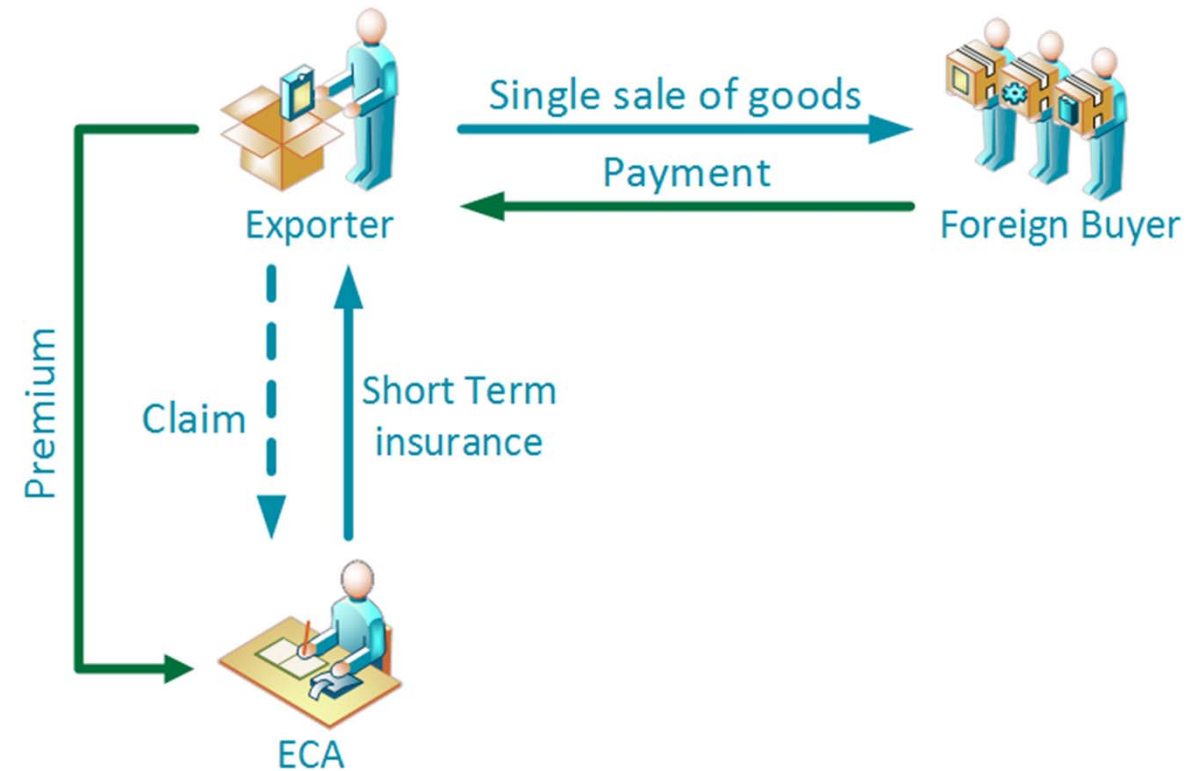 Single sale of goods
Payment
Exporter
Foreign Buyer
Premium
Claim
Short Term
insurance
ECA